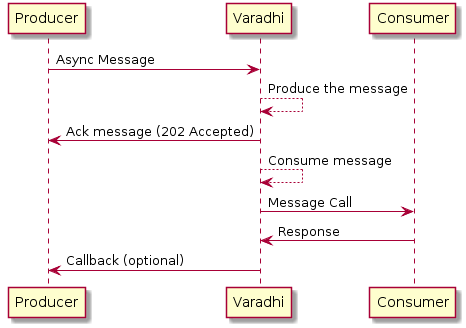 Producer
Varadhi
Consumer
Async Message
Produce the message
Ack message (202 Accepted)
Consume message
Message Call
Response
Callback (optional)
Producer
Varadhi
Consumer